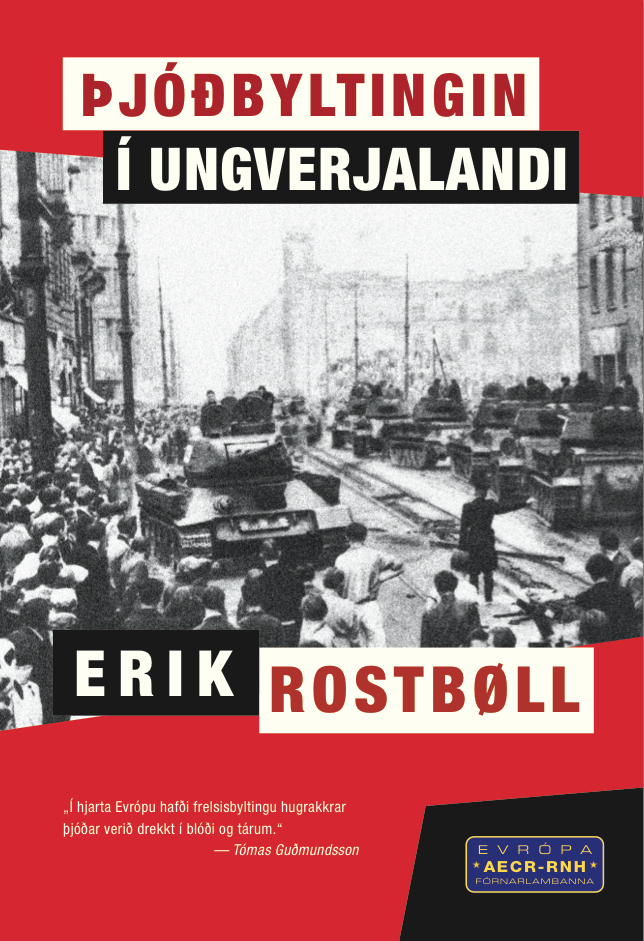 ÞJÓÐBYLTINGIN
Í UNGVERJALANDI
ERIK
ROSTBØLL
„Í hjarta Evrópu hafði frelsisbyltingu hugrakkrar
þjóðar verið drekkt í blóði og tárum.“
— Tómas Guðmundsson
EVRÓPA
★ AECR-RNH ★
FÓRNARLAMBANNA